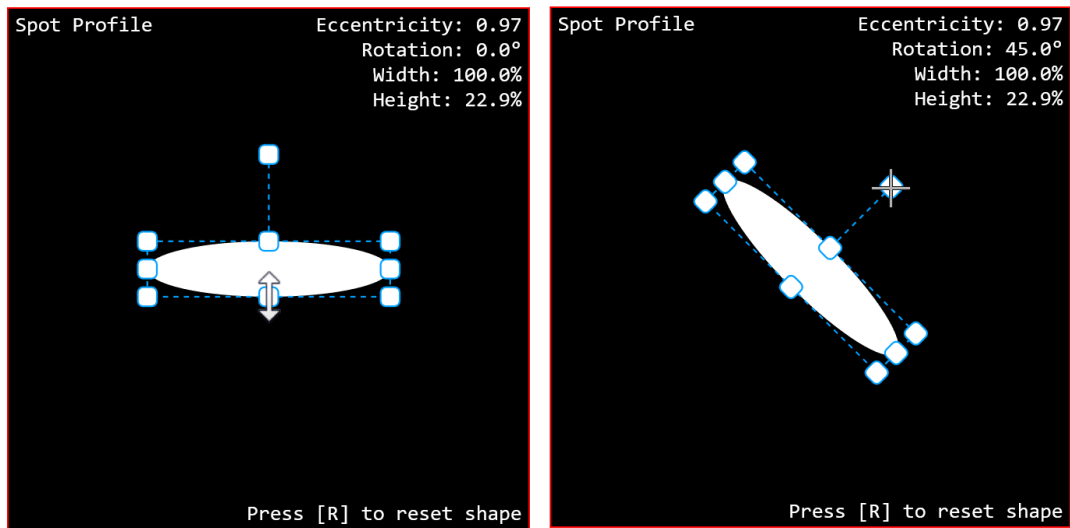 Spot Profile
Eccentricity: 0.97
Rotation: 0.0°
Width: 100.0%
Height: 22.9%
Press [R] to reset shape
Spot Profile
Eccentricity: 0.97
Rotation: 45.0°
Width: 100.0%
Height: 22.9%
Press [R] to reset shape